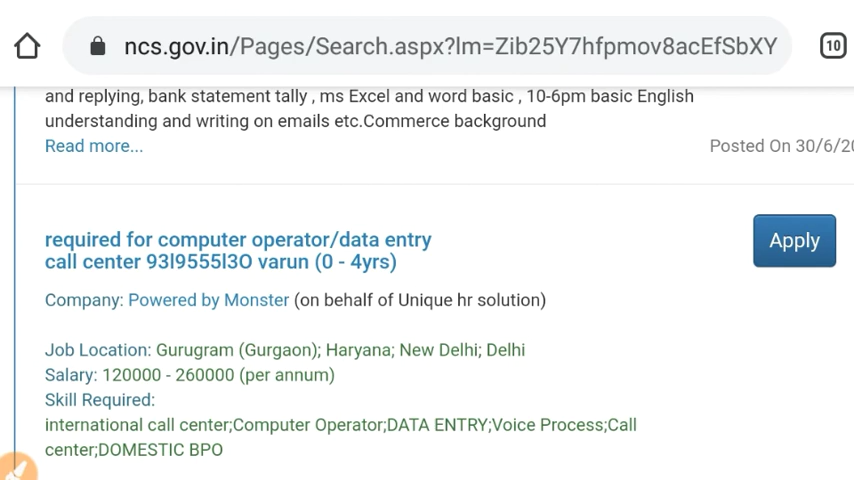 ncs.gov.in/Pages/Search.aspx?lm=Zib25Y7hfpmov8acEfSbXY
10
and replying, bank statement tally , ms Excel and word basic , 10-6pm basic English
understanding and writing on emails etc.Commerce background
Read more...
Posted On 30/6/20
required for computer operator/data entry
call center 93l9555l3O varun (0 - 4yrs)
Apply
Company: Powered by Monster (on behalf of Unique hr solution)
Job Location: Gurugram (Gurgaon); Haryana; New Delhi; Delhi
Salary: 120000 - 260000 (per annum)
Skill Required:
international call center;Computer Operator;DATA ENTRY;Voice Process;Call
center;DOMESTIC BPO